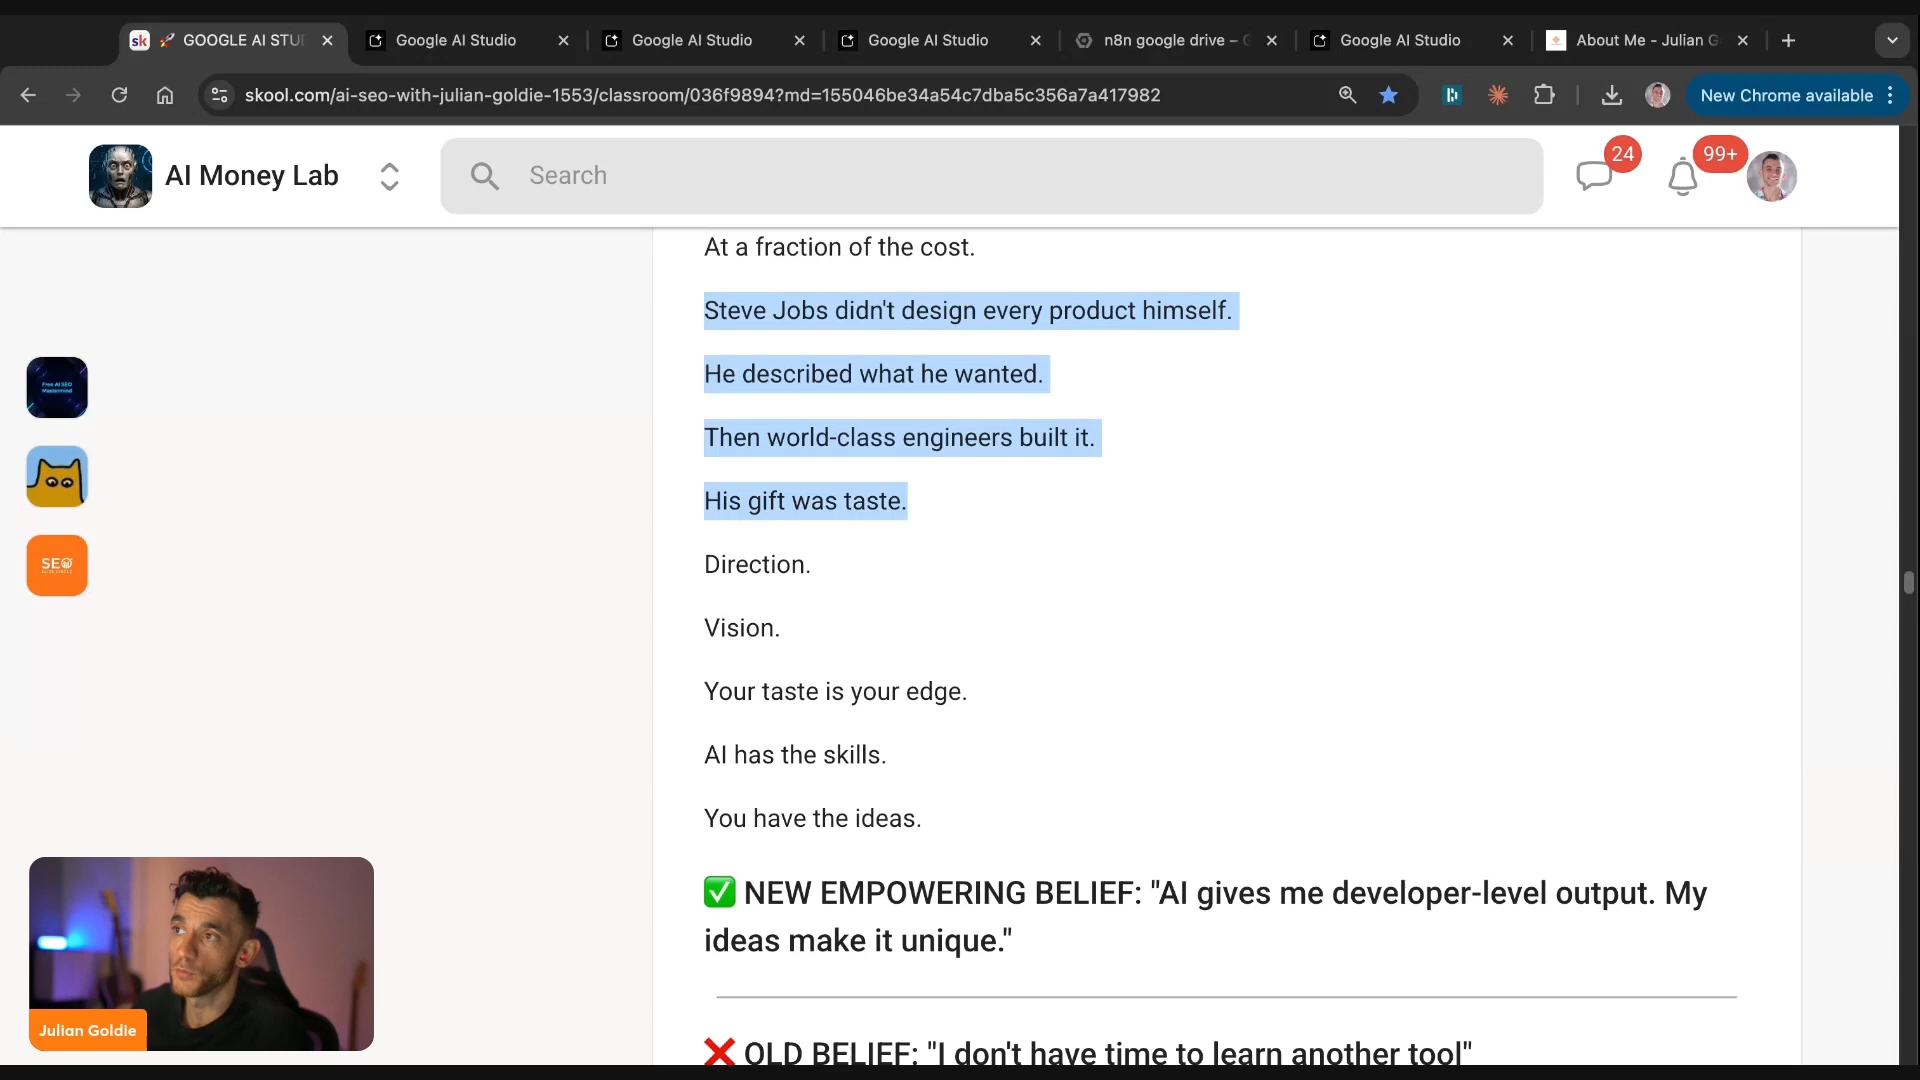 sk 🚀 GOOGLE AI STU
Google AI Studio
Google AI Studio
Google AI Studio
n8n google drive –
Google AI Studio
About Me - Julian G
skool.com/ai-seo-with-julian-goldie-1553/classroom/036f9894?md=155046be34a54c7dba5c356a7a417982
New Chrome available
AI Money Lab
Search
24
99+
At a fraction of the cost.
Steve Jobs didn't design every product himself.
He described what he wanted.
Then world-class engineers built it.
His gift was taste.
Direction.
Vision.
Your taste is your edge.
AI has the skills.
You have the ideas.
✅ NEW EMPOWERING BELIEF: "AI gives me developer-level output. My
ideas make it unique."
❌ OLD BELIEF: "I don't have time to learn another tool"
Free AI SEO
Mastermind
SEO
Julian Goldie